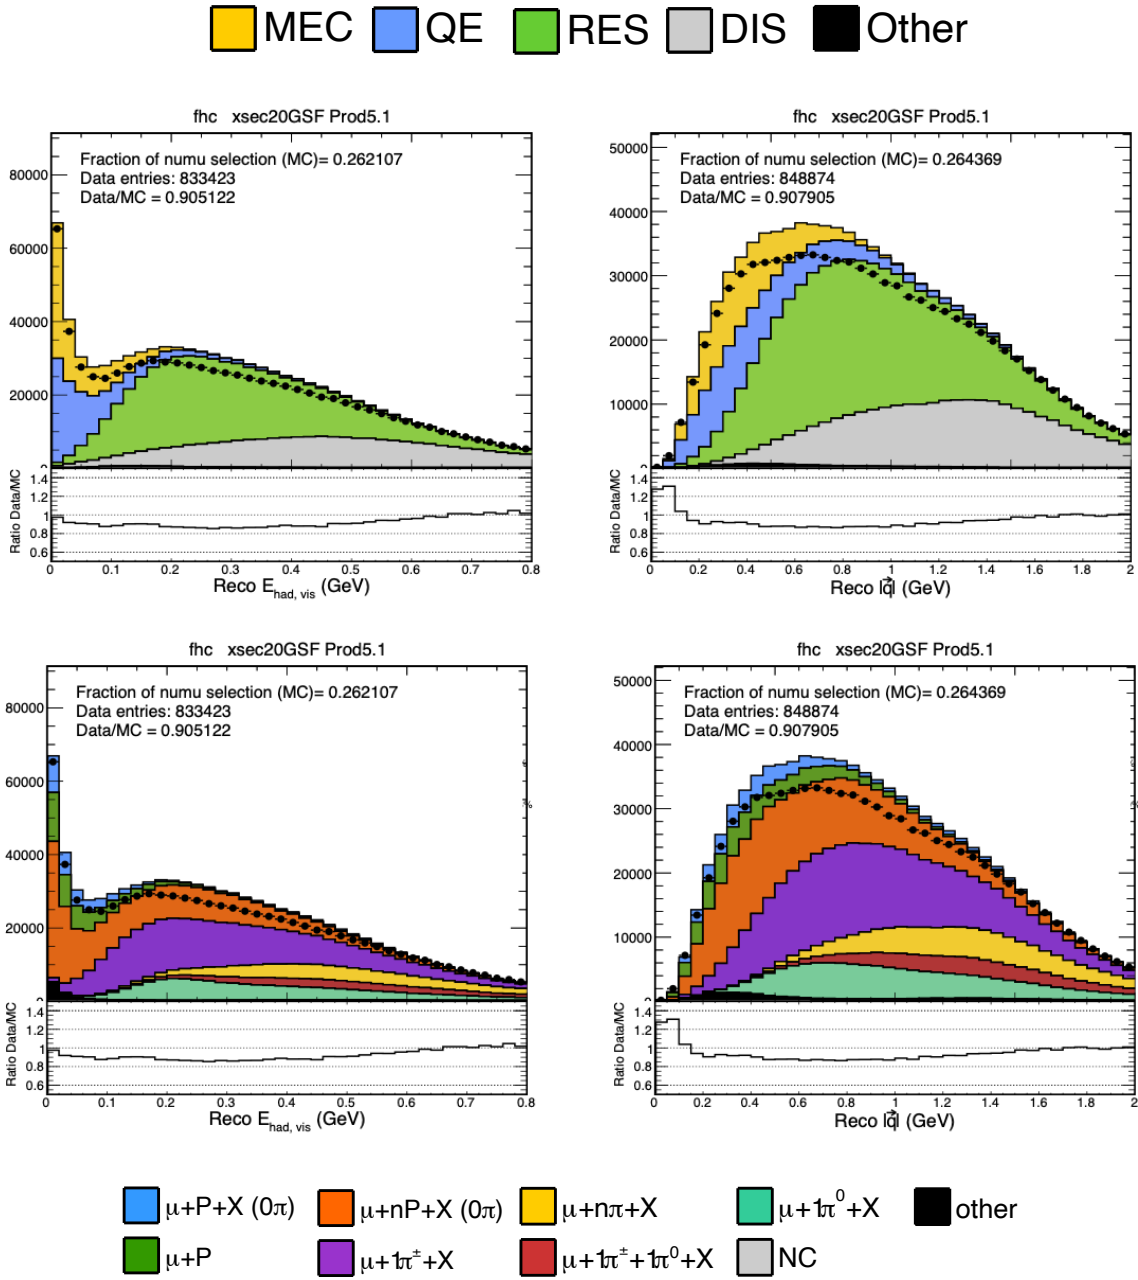 MEC QE RES DIS Other
fhc xsec20GSF Prod5.1
Fraction of numu selection (MC)= 0.262107
Data entries: 833423
Data/MC = 0.905122
80000
60000
40000
20000
0
Ratio Data/MC
1.4
1.2
1
0.8
0.6
0 0.1 0.2 0.3 0.4 0.5 0.6 0.7 0.8
Reco E had, vis (GeV)
fhc xsec20GSF Prod5.1
Fraction of numu selection (MC)= 0.264369
Data entries: 848874
Data/MC = 0.907905
50000
40000
30000
20000
10000
0
Ratio Data/MC
1.4
1.2
1
0.8
0.6
0 0.2 0.4 0.6 0.8 1 1.2 1.4 1.6 1.8 2
Reco |q⃗| (GeV)
fhc xsec20GSF Prod5.1
Fraction of numu selection (MC)= 0.262107
Data entries: 833423
Data/MC = 0.905122
80000
60000
40000
20000
0
Ratio Data/MC
1.4
1.2
1
0.8
0.6
0 0.1 0.2 0.3 0.4 0.5 0.6 0.7 0.8
Reco E had, vis (GeV)
fhc xsec20GSF Prod5.1
Fraction of numu selection (MC)= 0.264369
Data entries: 848874
Data/MC = 0.907905
50000
40000
30000
20000
10000
0
Ratio Data/MC
1.4
1.2
1
0.8
0.6
0 0.2 0.4 0.6 0.8 1 1.2 1.4 1.6 1.8 2
Reco |q⃗| (GeV)
μ+P+X (0π) μ+nP+X (0π) μ+nπ+X μ+1π⁰+X other
μ+P μ+1π±+X μ+1π±+1π⁰+X NC